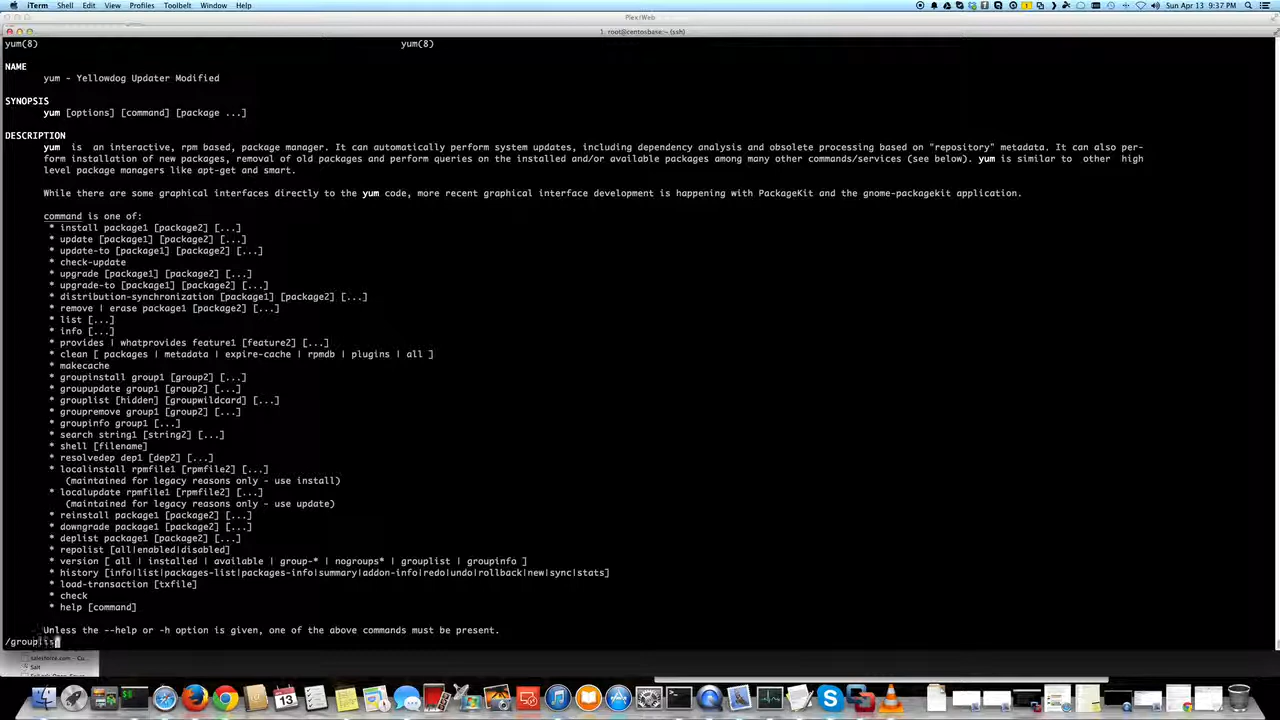 iTerm Shell Edit View Profiles Toolbelt Window Help Sun Apr 13 9:37 PM
Plex/Web
1. root@centosbase:~ (ssh)
yum(8) yum(8)
NAME
yum - Yellowdog Updater Modified
SYNOPSIS
yum [options] [command] [package ...]
DESCRIPTION
yum is an interactive, rpm based, package manager. It can automatically perform system updates, including dependency analysis and obsolete processing based on "repository" metadata. It can also per-
form installation of new packages, removal of old packages and perform queries on the installed and/or available packages among many other commands/services (see below). yum is similar to other high
level package managers like apt-get and smart.
While there are some graphical interfaces directly to the yum code, more recent graphical interface development is happening with PackageKit and the gnome-packagekit application.
command is one of:
* install package1 [package2] [...]
* update [package1] [package2] [...]
* update-to [package1] [package2] [...]
* check-update
* upgrade [package1] [package2] [...]
* upgrade-to [package1] [package2] [...]
* distribution-synchronization [package1] [package2] [...]
* remove | erase package1 [package2] [...]
* list [...]
* info [...]
* provides | whatprovides feature1 [feature2] [...]
* clean [ packages | metadata | expire-cache | rpmdb | plugins | all ]
* makecache
* groupinstall group1 [group2] [...]
* groupupdate group1 [group2] [...]
* grouplist [hidden] [groupwildcard] [...]
* groupremove group1 [group2] [...]
* groupinfo group1 [...]
* search string1 [string2] [...]
* shell [filename]
* resolvedep dep1 [dep2] [...]
* localinstall rpmfile1 [rpmfile2] [...]
(maintained for legacy reasons only - use install)
* localupdate rpmfile1 [rpmfile2] [...]
(maintained for legacy reasons only - use update)
* reinstall package1 [package2] [...]
* downgrade package1 [package2] [...]
* deplist package1 [package2] [...]
* repolist [all|enabled|disabled]
* version [ all | installed | available | group-* | nogroups* | grouplist | groupinfo ]
* history [info|list|packages-list|packages-info|summary|addon-info|redo|undo|rollback|new|sync|stats]
* load-transaction [txfile]
* check
* help [command]
Unless the --help or -h option is given, one of the above commands must be present.
/grouplis
salesforce.com - Cu...
Salt